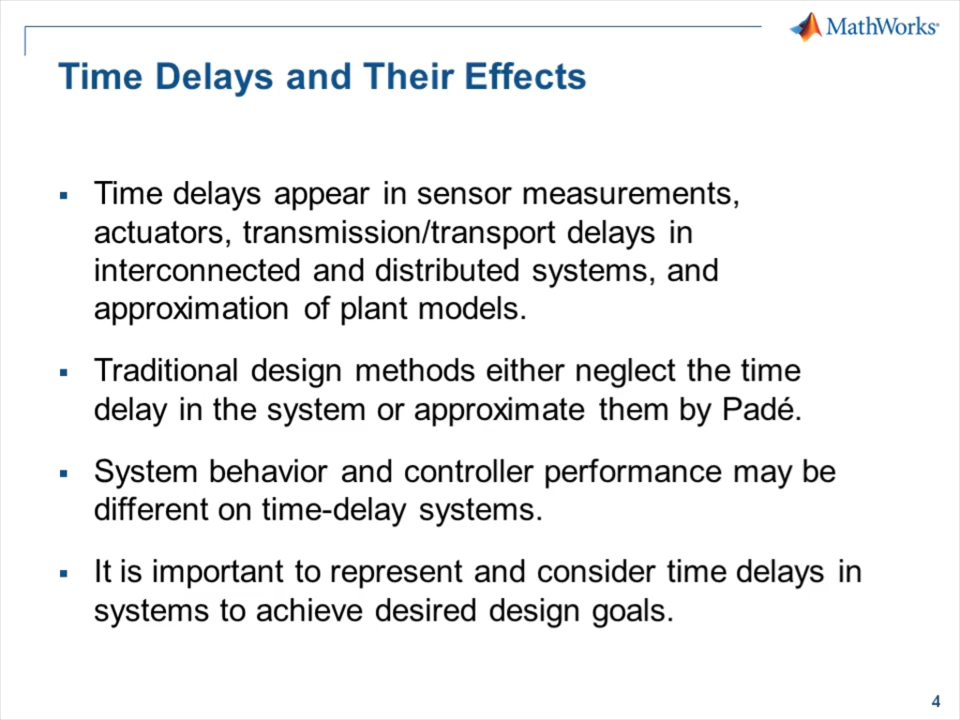 MathWorks®
Time Delays and Their Effects
▪ Time delays appear in sensor measurements,
actuators, transmission/transport delays in
interconnected and distributed systems, and
approximation of plant models.
▪ Traditional design methods either neglect the time
delay in the system or approximate them by Padé.
▪ System behavior and controller performance may be
different on time-delay systems.
▪ It is important to represent and consider time delays in
systems to achieve desired design goals.
4